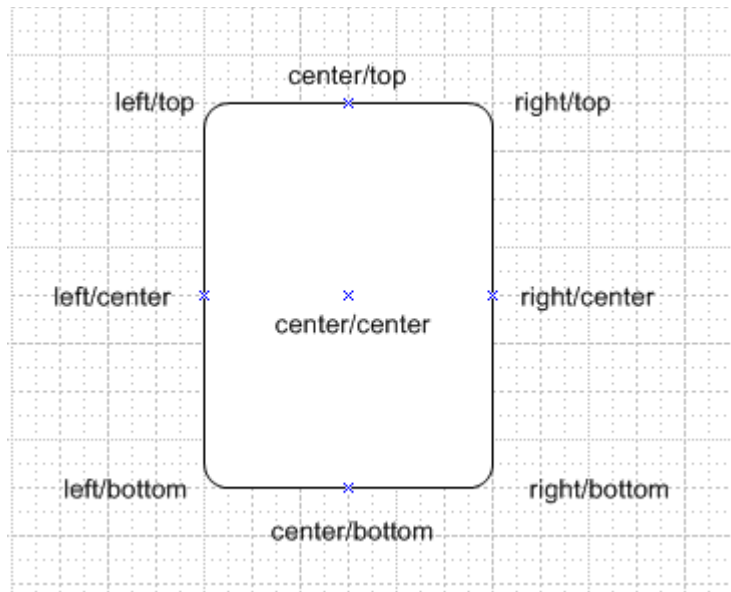 center/top
left/top
right/top
left/center
right/center
center/center
left/bottom
right/bottom
center/bottom